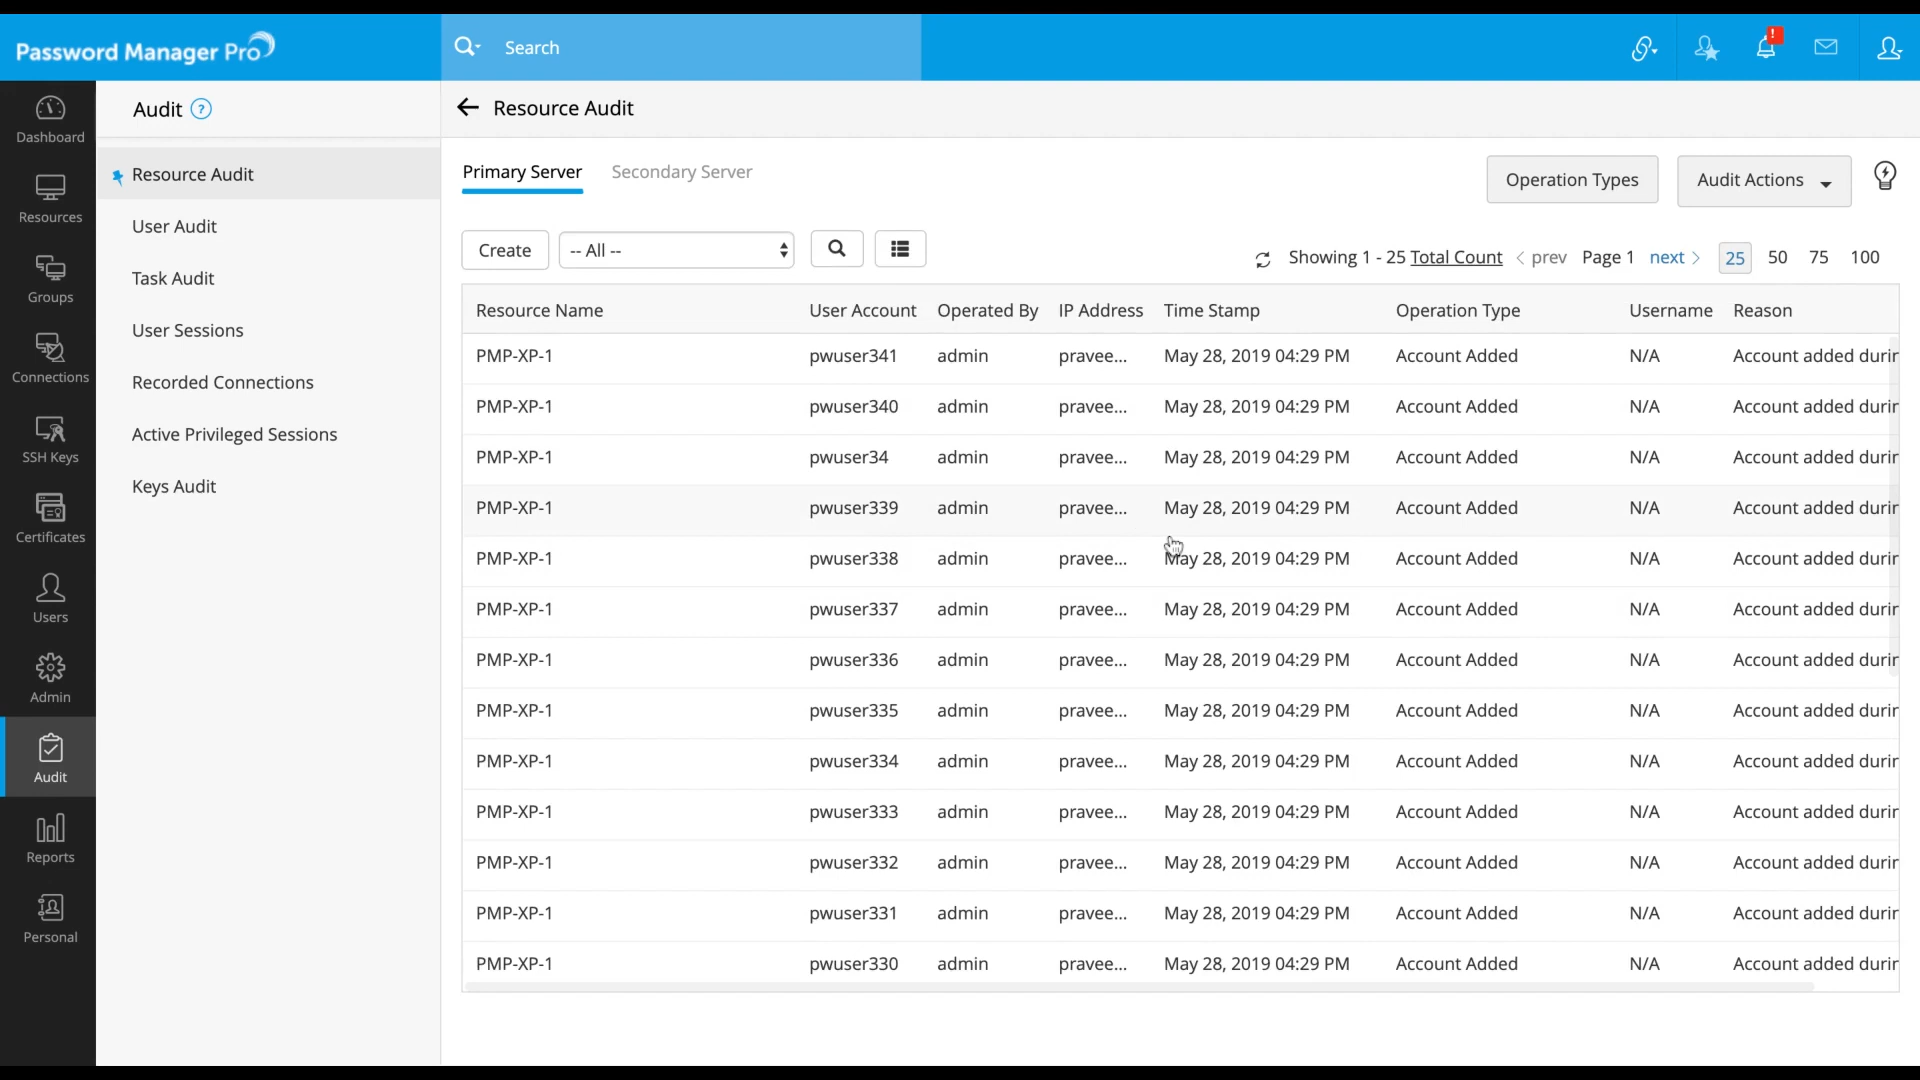 Password Manager Pro
Search
!
Audit ?
Resource Audit
Dashboard
Resources
Groups
Connections
SSH Keys
Certificates
Users
Admin
Audit
Reports
Personal
Resource Audit
User Audit
Task Audit
User Sessions
Recorded Connections
Active Privileged Sessions
Keys Audit
Primary Server Secondary Server
Operation Types Audit Actions
Create -- All --
Showing 1 - 25 Total Count < prev Page 1 next > 25 50 75 100
Resource Name User Account Operated By IP Address Time Stamp Operation Type Username Reason
PMP-XP-1 pwuser341 admin pravee... May 28, 2019 04:29 PM Account Added N/A Account added durin
PMP-XP-1 pwuser340 admin pravee... May 28, 2019 04:29 PM Account Added N/A Account added durin
PMP-XP-1 pwuser34 admin pravee... May 28, 2019 04:29 PM Account Added N/A Account added durin
PMP-XP-1 pwuser339 admin pravee... May 28, 2019 04:29 PM Account Added N/A Account added durin
PMP-XP-1 pwuser338 admin pravee... May 28, 2019 04:29 PM Account Added N/A Account added durin
PMP-XP-1 pwuser337 admin pravee... May 28, 2019 04:29 PM Account Added N/A Account added durin
PMP-XP-1 pwuser336 admin pravee... May 28, 2019 04:29 PM Account Added N/A Account added durin
PMP-XP-1 pwuser335 admin pravee... May 28, 2019 04:29 PM Account Added N/A Account added durin
PMP-XP-1 pwuser334 admin pravee... May 28, 2019 04:29 PM Account Added N/A Account added durin
PMP-XP-1 pwuser333 admin pravee... May 28, 2019 04:29 PM Account Added N/A Account added durin
PMP-XP-1 pwuser332 admin pravee... May 28, 2019 04:29 PM Account Added N/A Account added durin
PMP-XP-1 pwuser331 admin pravee... May 28, 2019 04:29 PM Account Added N/A Account added durin
PMP-XP-1 pwuser330 admin pravee... May 28, 2019 04:29 PM Account Added N/A Account added durin